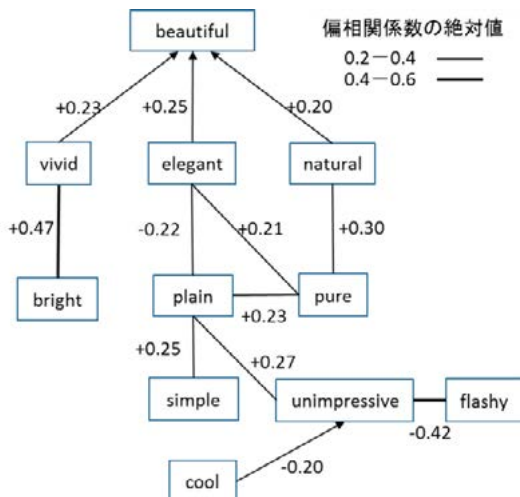 beautiful
偏相関係数の絶対値
0.2－0.4
0.4－0.6
+0.23
+0.25
+0.20
vivid
elegant
natural
+0.47
-0.22
+0.21
+0.30
bright
plain
pure
+0.23
+0.25
+0.27
simple
unimpressive
flashy
-0.42
cool
-0.20